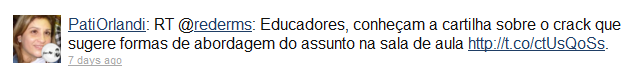 PatiOrlandi: RT @rederms: Educadores, conheçam a cartilha sobre o crack que
sugere formas de abordagem do assunto na sala de aula http://t.co/ctUsQoSs.
7 days ago